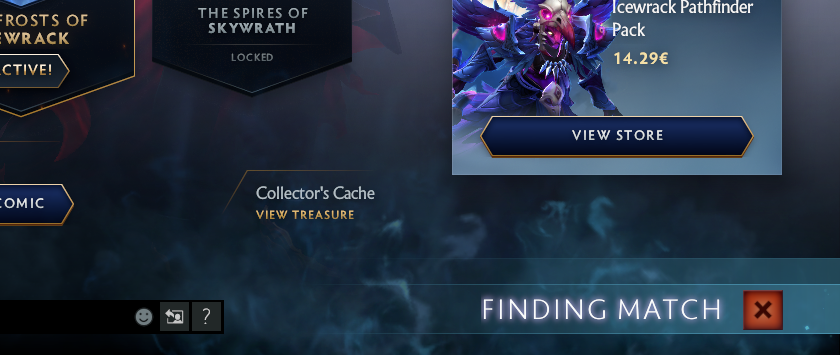 FROSTS OF
EWRACK
CTIVE!
THE SPIRES OF
SKYWRATH
LOCKED
Icewrack Pathfinder
Pack
14.29€
VIEW STORE
COMIC
Collector's Cache
VIEW TREASURE
?
FINDING MATCH